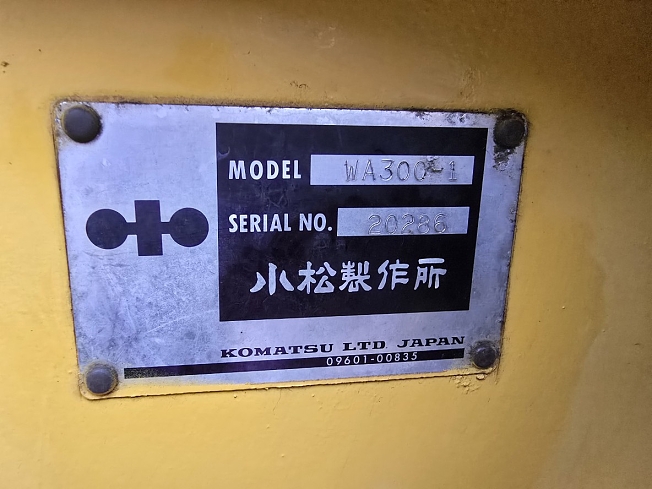 MODEL WA300-1
SERIAL NO. 20286
小松製作所
KOMATSU LTD JAPAN
09601-00835